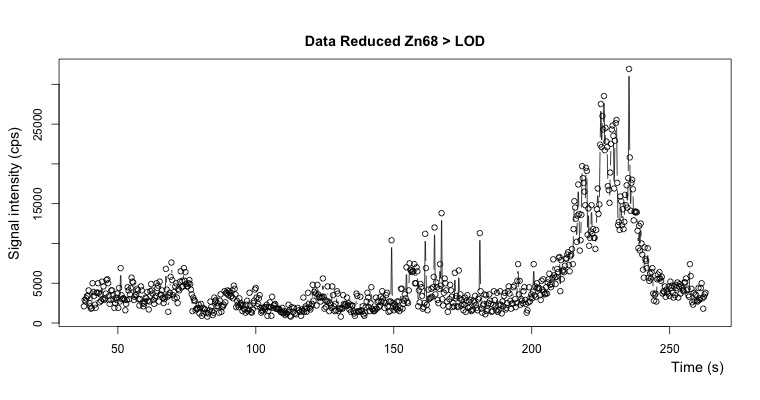 Data Reduced Zn68 > LOD
Signal intensity (cps)
25000
15000
5000
0
50 100 150 200 250
Time (s)